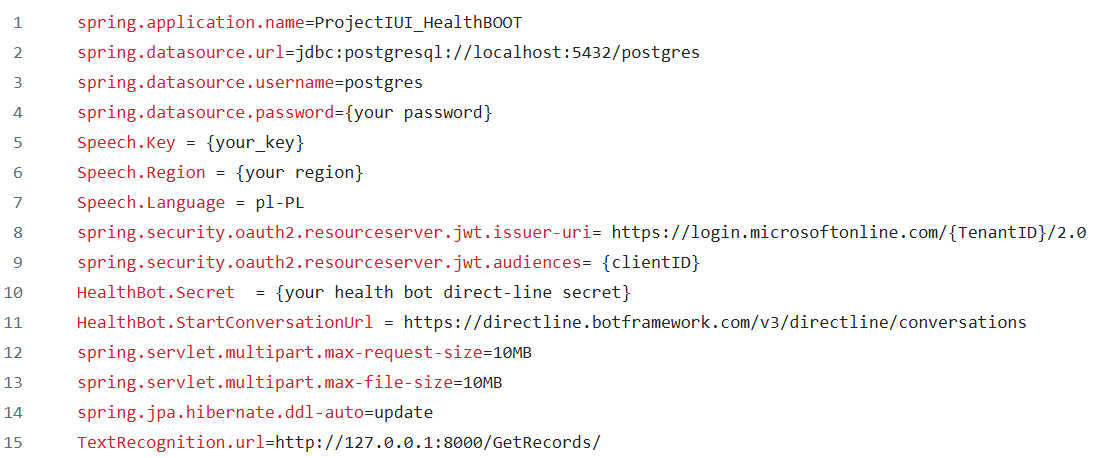 1 spring.application.name=ProjectIUI_HealthBOOT
2 spring.datasource.url=jdbc:postgresql://localhost:5432/postgres
3 spring.datasource.username=postgres
4 spring.datasource.password={your password}
5 Speech.Key = {your_key}
6 Speech.Region = {your region}
7 Speech.Language = pl-PL
8 spring.security.oauth2.resourceserver.jwt.issuer-uri= https://login.microsoftonline.com/{TenantID}/2.0
9 spring.security.oauth2.resourceserver.jwt.audiences= {clientID}
10 HealthBot.Secret  = {your health bot direct-line secret}
11 HealthBot.StartConversationUrl = https://directline.botframework.com/v3/directline/conversations
12 spring.servlet.multipart.max-request-size=10MB
13 spring.servlet.multipart.max-file-size=10MB
14 spring.jpa.hibernate.ddl-auto=update
15 TextRecognition.url=http://127.0.0.1:8000/GetRecords/